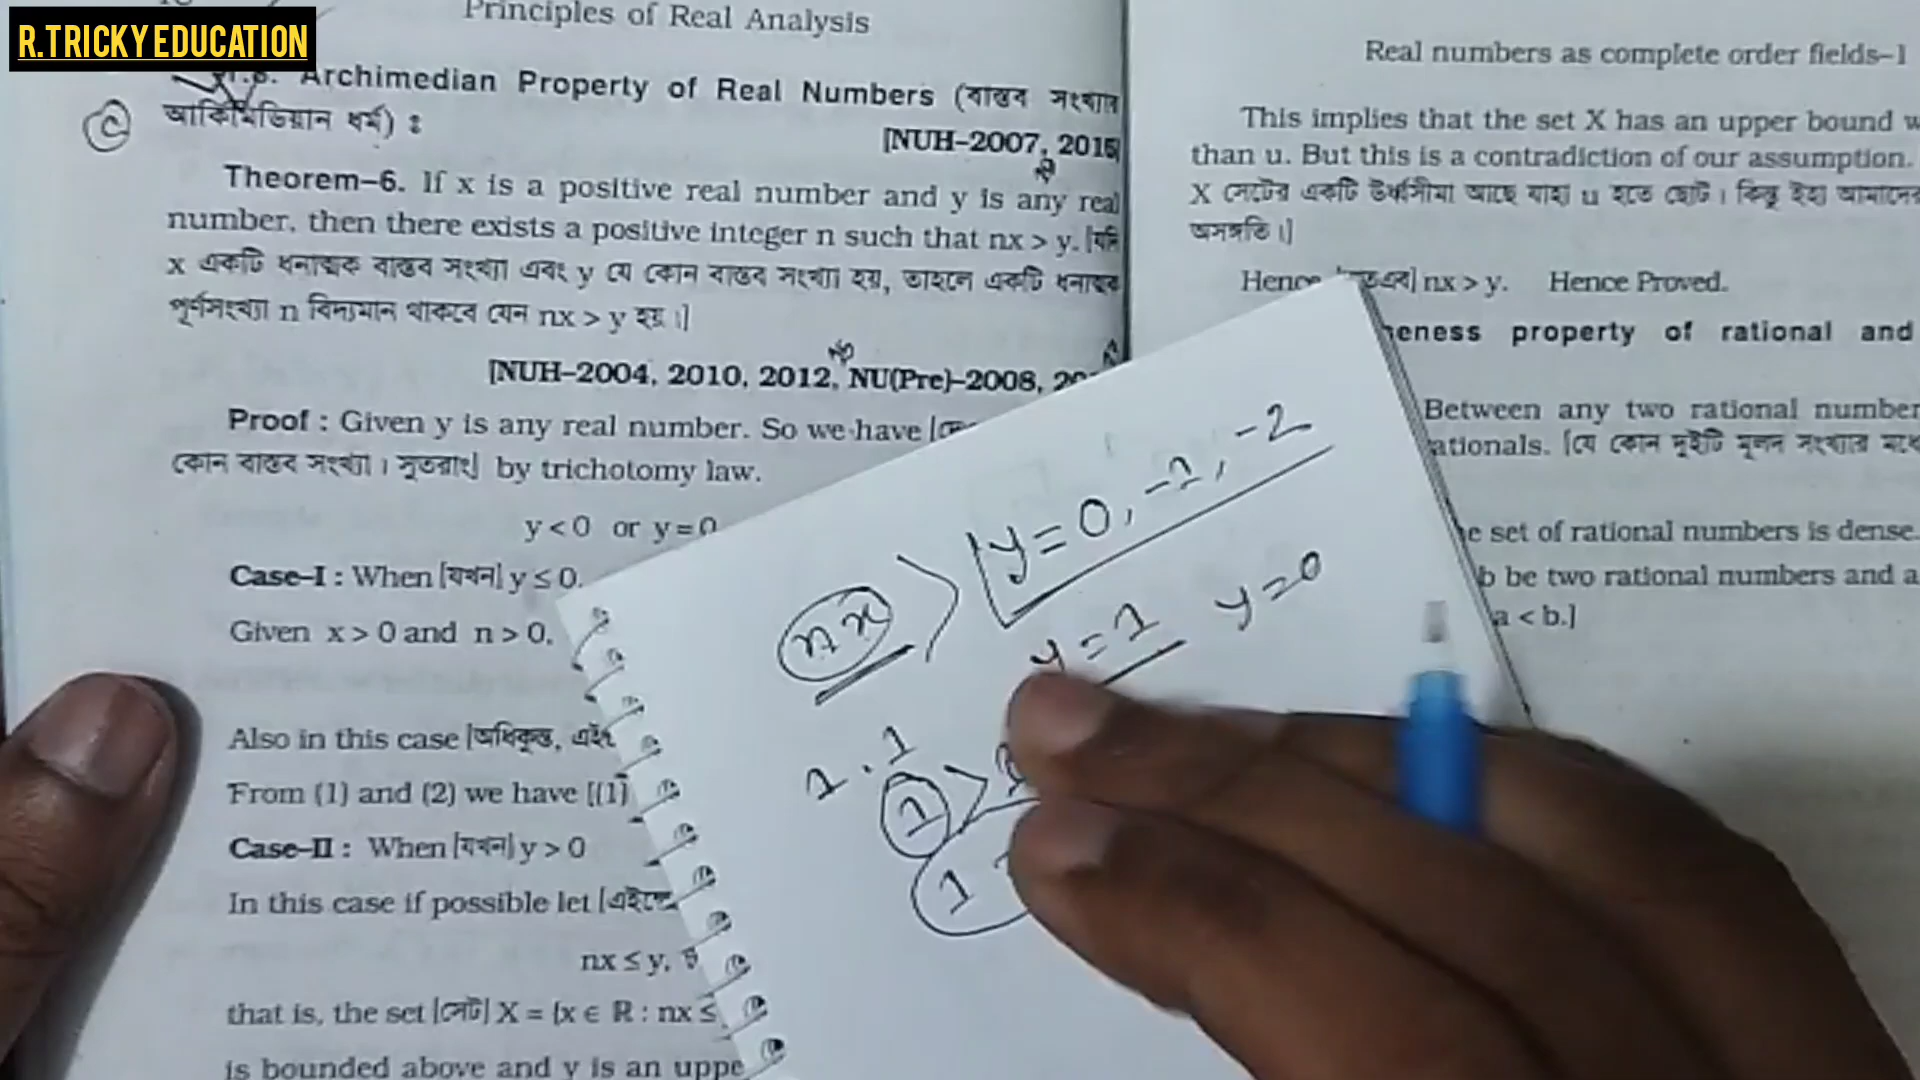 R.TRICKY EDUCATION
Principles of Real Analysis
Archimedian Property of Real Numbers (বাস্তব সংখ্যার
আর্কিমিডিয়ান ধর্ম) :
[NUH–2007, 2015]
Theorem–6. If x is a positive real number and y is any real
number, then there exists a positive integer n such that nx > y. [যদি
x একটি ধনাত্মক বাস্তব সংখ্যা এবং y যে কোন বাস্তব সংখ্যা হয়, তাহলে একটি ধনাত্মক
পূর্ণসংখ্যা n বিদ্যমান থাকবে যেন nx > y হয়।]
[NUH–2004, 2010, 2012, NU(Pre)–2008,
Proof : Given y is any real number. So we have
কোন বাস্তব সংখ্যা। সুতরাং] by trichotomy law.
y < 0 or y = 0
Case–I : When [যখন] y ≤ 0.
Given x > 0 and n > 0,
Also in this case [অধিকন্তু,
From (1) and (2) we have [(1)
Case–II : When [যখন] y > 0
In this case if possible let
nx ≤ y,
that is, the set [সেট] X = {x ∈ ℝ : nx ≤
is bounded above and y is an uppe
Real numbers as complete order fields–1
This implies that the set X has an upper bound w
than u. But this is a contradiction of our assumption.
X সেটের একটি উর্ধ্বসীমা আছে যাহা u হতে ছোট। কিন্তু ইহা আমাদের
অসঙ্গতি।]
Hence nx > y. Hence Proved.
eness property of rational and
Between any two rational number
ationals. [যে কোন দুইটি মূলদ সংখ্যার মধ্যে
e set of rational numbers is dense.
b be two rational numbers and a
a < b.]
nx > y = 0, -1, -2
y = 1 y = 0
1 . 1
1 >
1